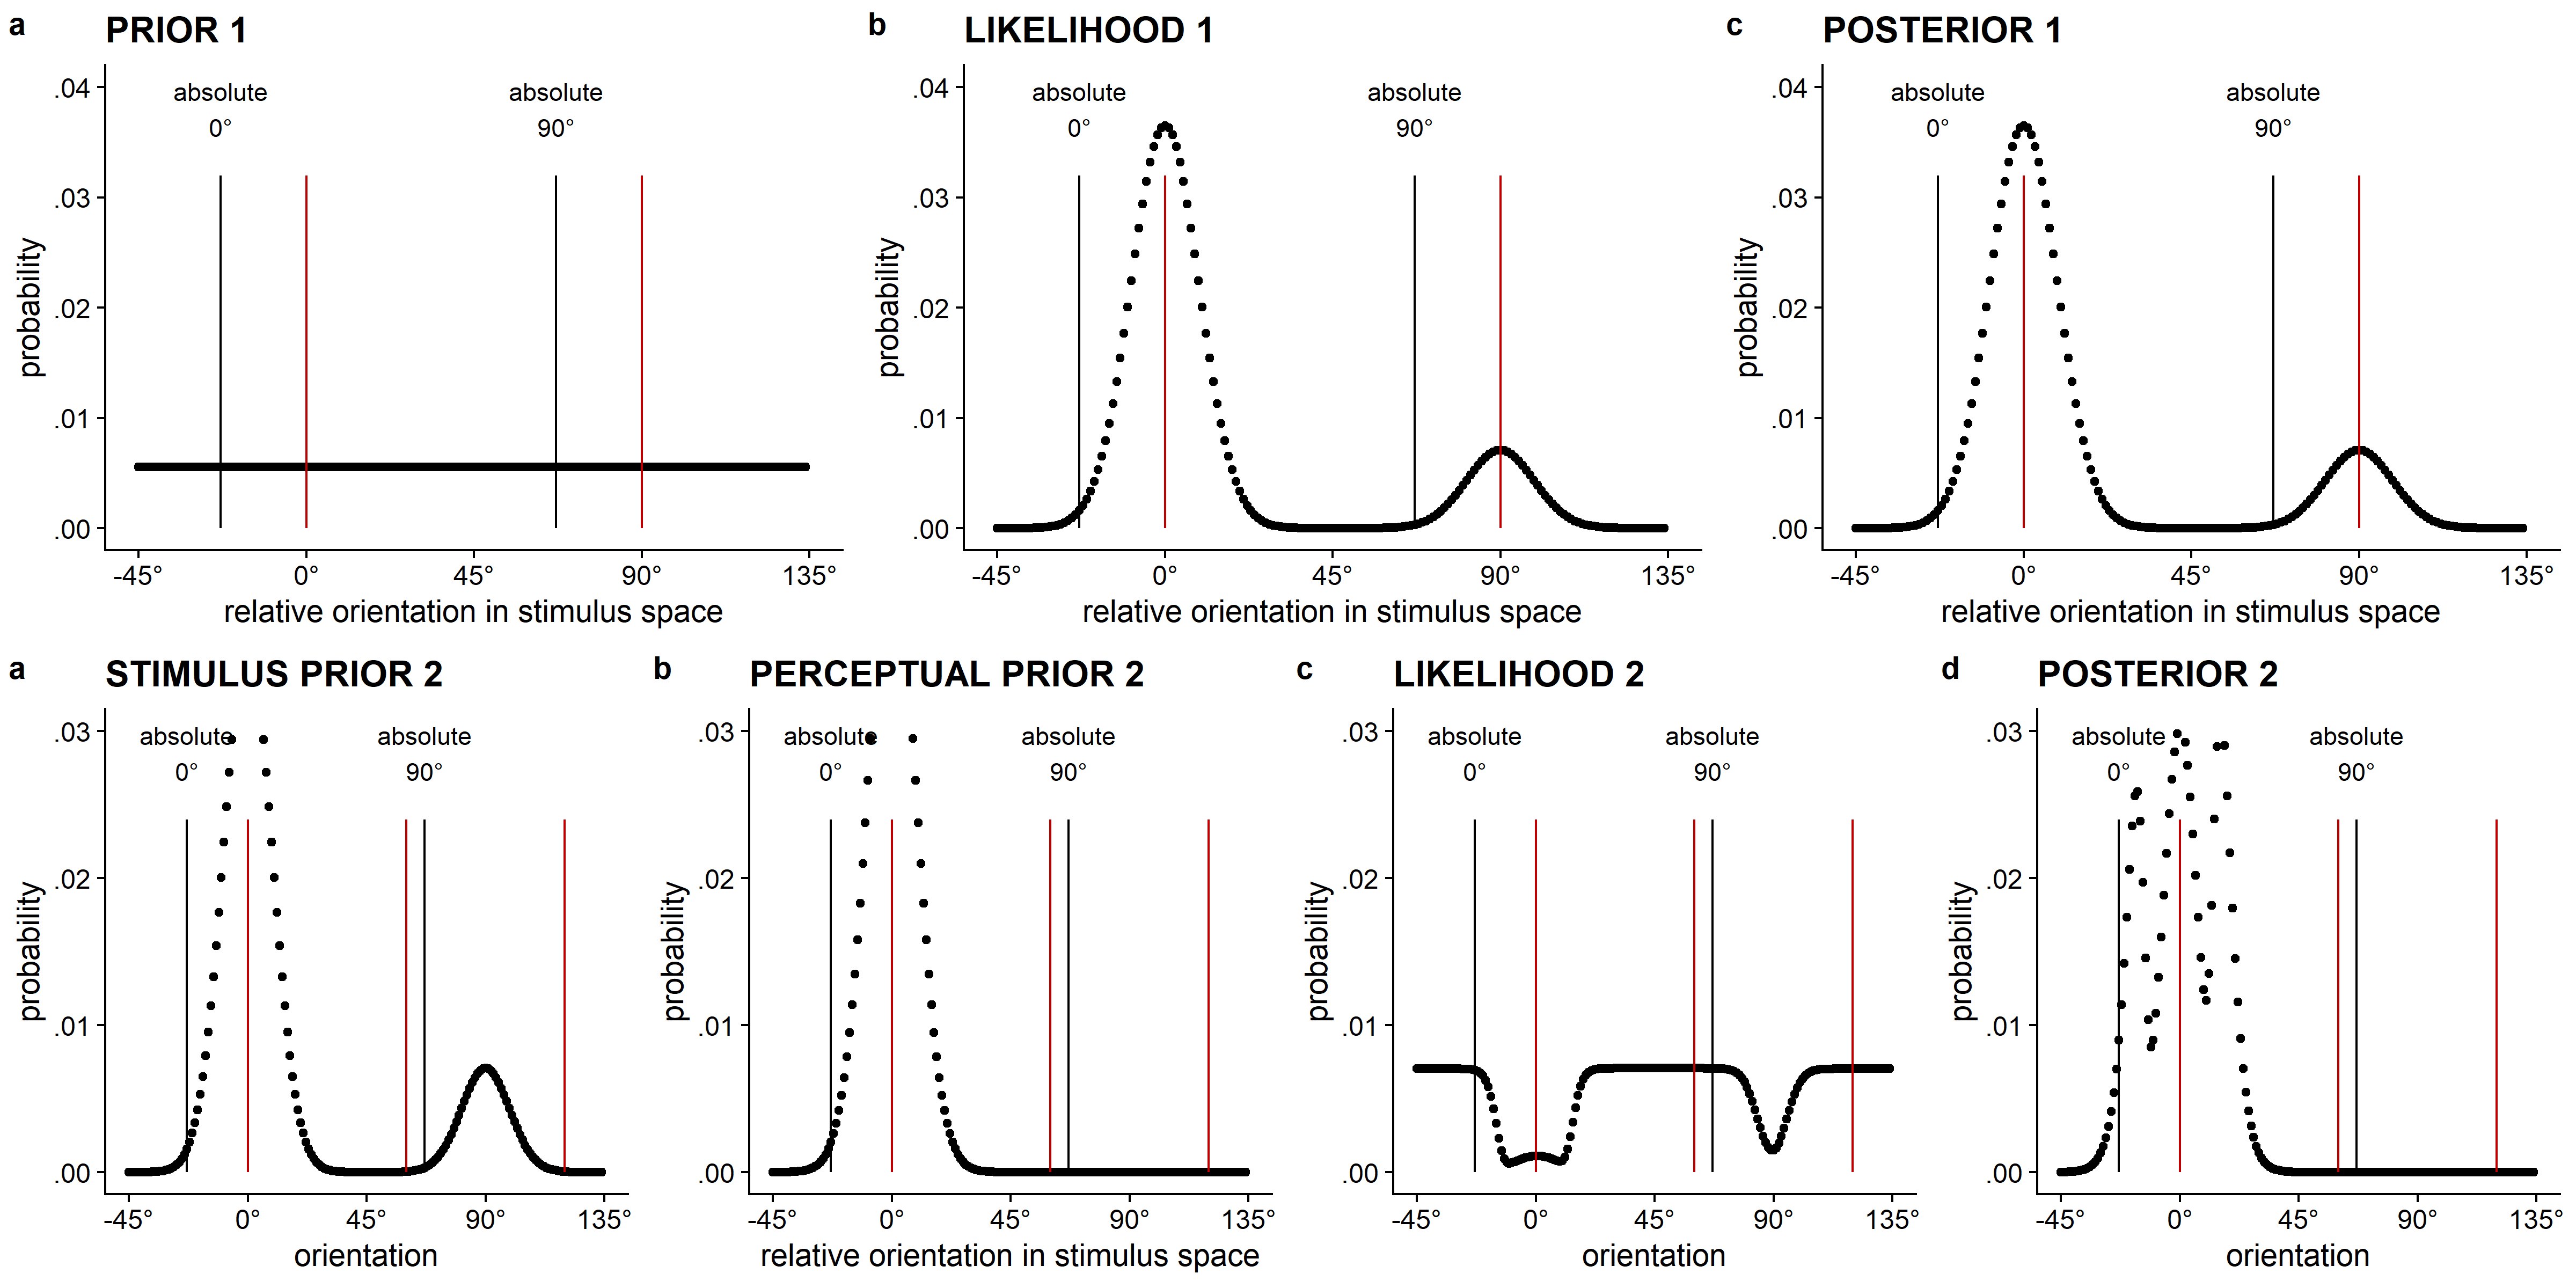 a PRIOR 1
.04
.03
.02
.01
.00
absolute
0°
absolute
90°
probability
-45° 0° 45° 90° 135°
relative orientation in stimulus space
b LIKELIHOOD 1
.04
.03
.02
.01
.00
absolute
0°
absolute
90°
probability
-45° 0° 45° 90° 135°
relative orientation in stimulus space
c POSTERIOR 1
.04
.03
.02
.01
.00
absolute
0°
absolute
90°
probability
-45° 0° 45° 90° 135°
relative orientation in stimulus space
a STIMULUS PRIOR 2
.03
.02
.01
.00
absolute
0°
absolute
90°
probability
-45° 0° 45° 90° 135°
orientation
b PERCEPTUAL PRIOR 2
.03
.02
.01
.00
absolute
0°
absolute
90°
probability
-45° 0° 45° 90° 135°
relative orientation in stimulus space
c LIKELIHOOD 2
.03
.02
.01
.00
absolute
0°
absolute
90°
probability
-45° 0° 45° 90° 135°
orientation
d POSTERIOR 2
.03
.02
.01
.00
absolute
0°
absolute
90°
probability
-45° 0° 45° 90° 135°
orientation